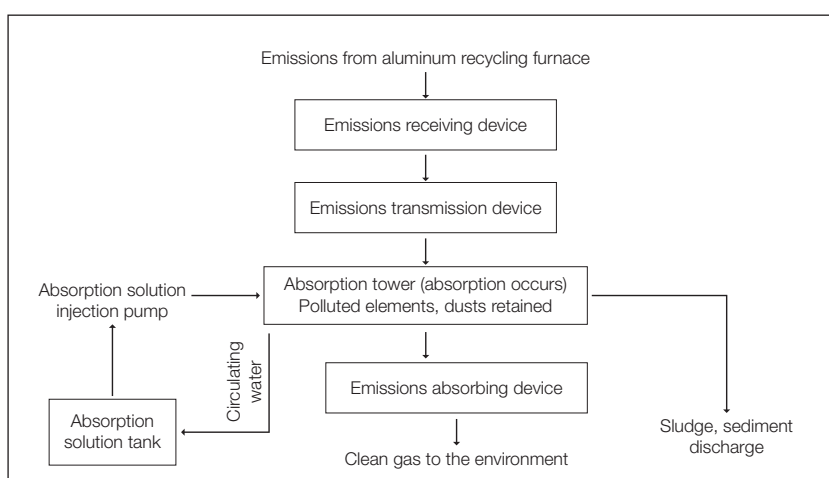 Emissions from aluminum recycling furnace
Emissions receiving device
Emissions transmission device
Absorption solution
injection pump
Absorption tower (absorption occurs)
Polluted elements, dusts retained
Circulating
water
Emissions absorbing device
Absorption
solution tank
Sludge, sediment
discharge
Clean gas to the environment